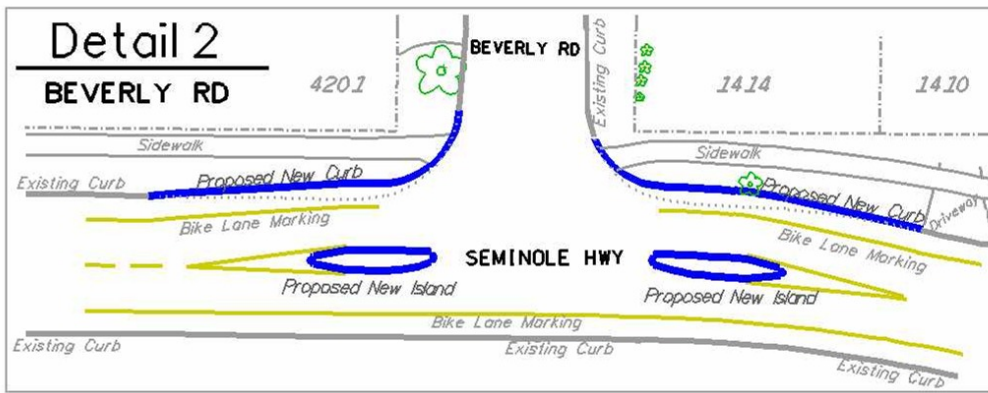 Detail 2
BEVERLY RD
BEVERLY RD
Existing Curb
4201
1414
1410
Sidewalk
Sidewalk
Existing Curb
Proposed New Curb
Proposed New Curb
Driveway
Bike Lane Marking
Bike Lane Marking
SEMINOLE HWY
Proposed New Island
Proposed New Island
Bike Lane Marking
Existing Curb
Existing Curb
Existing Curb